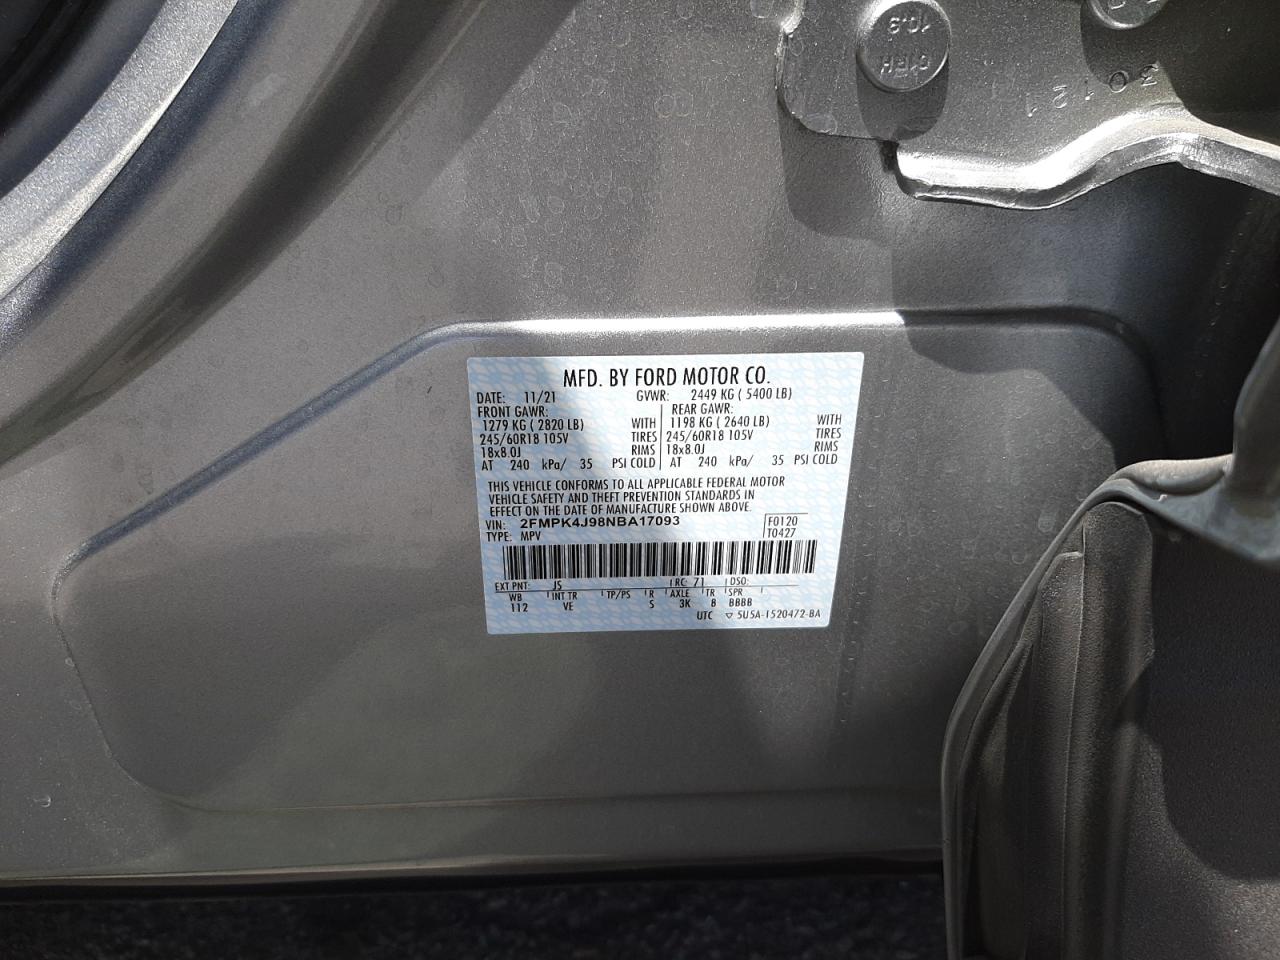 10.9
CIFH
30121
MFD. BY FORD MOTOR CO.
DATE: 11/21 GVWR: 2449 KG ( 5400 LB)
FRONT GAWR: REAR GAWR:
1279 KG ( 2820 LB) WITH 1198 KG ( 2640 LB) WITH
245/60R18 105V TIRES 245/60R18 105V TIRES
18x8.0J RIMS 18x8.0J RIMS
AT 240 kPa/ 35 PSI COLD AT 240 kPa/ 35 PSI COLD
THIS VEHICLE CONFORMS TO ALL APPLICABLE FEDERAL MOTOR
VEHICLE SAFETY AND THEFT PREVENTION STANDARDS IN
EFFECT ON THE DATE OF MANUFACTURE SHOWN ABOVE.
VIN: 2FMPK4J98NBA17093 F0120
TYPE: MPV T0427
EXT PNT: JS RC: 71 DSO:
WB INT TR TP/PS R AXLE TR SPR
112 VE S 3K 8 BBBB
UTC ▽ 5U5A-1520472-BA